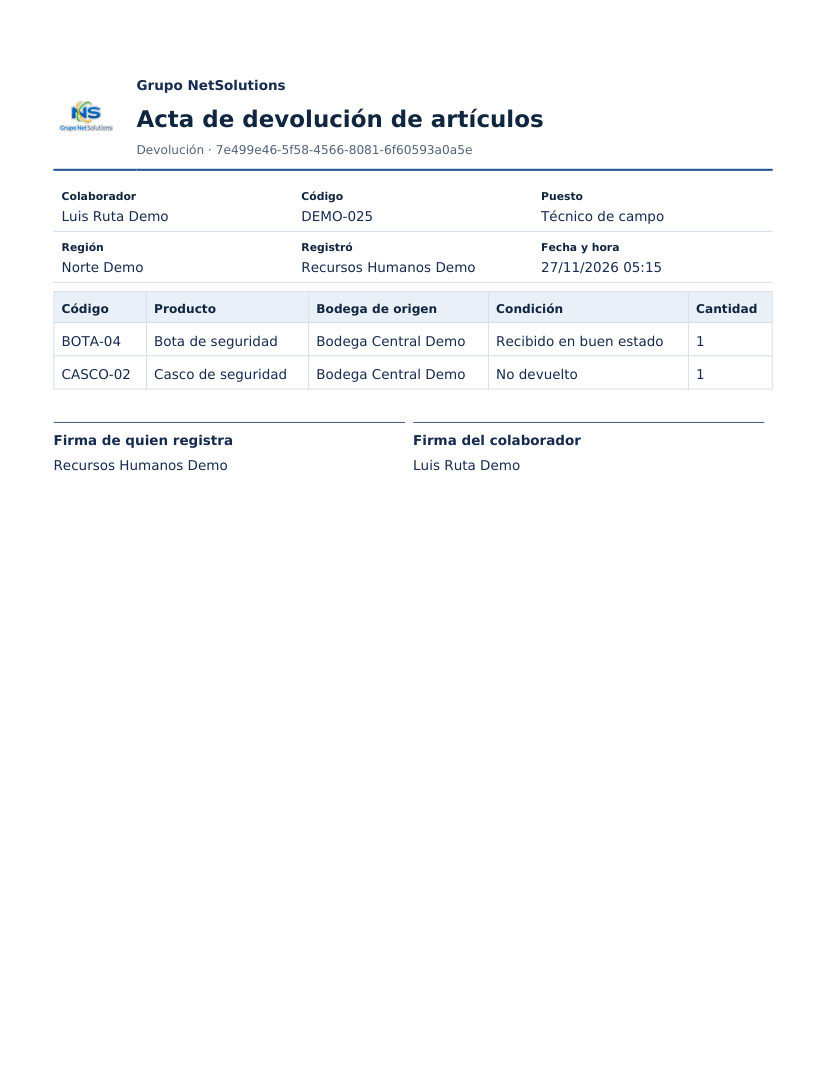 Grupo NetSolutions
NS
Grupo NetSolutions
Acta de devolución de artículos
Devolución · 7e499e46-5f58-4566-8081-6f60593a0a5e
Colaborador Código Puesto
Luis Ruta Demo DEMO-025 Técnico de campo
Región Registró Fecha y hora
Norte Demo Recursos Humanos Demo 27/11/2026 05:15
Código Producto Bodega de origen Condición Cantidad
BOTA-04 Bota de seguridad Bodega Central Demo Recibido en buen estado 1
CASCO-02 Casco de seguridad Bodega Central Demo No devuelto 1
Firma de quien registra Firma del colaborador
Recursos Humanos Demo Luis Ruta Demo